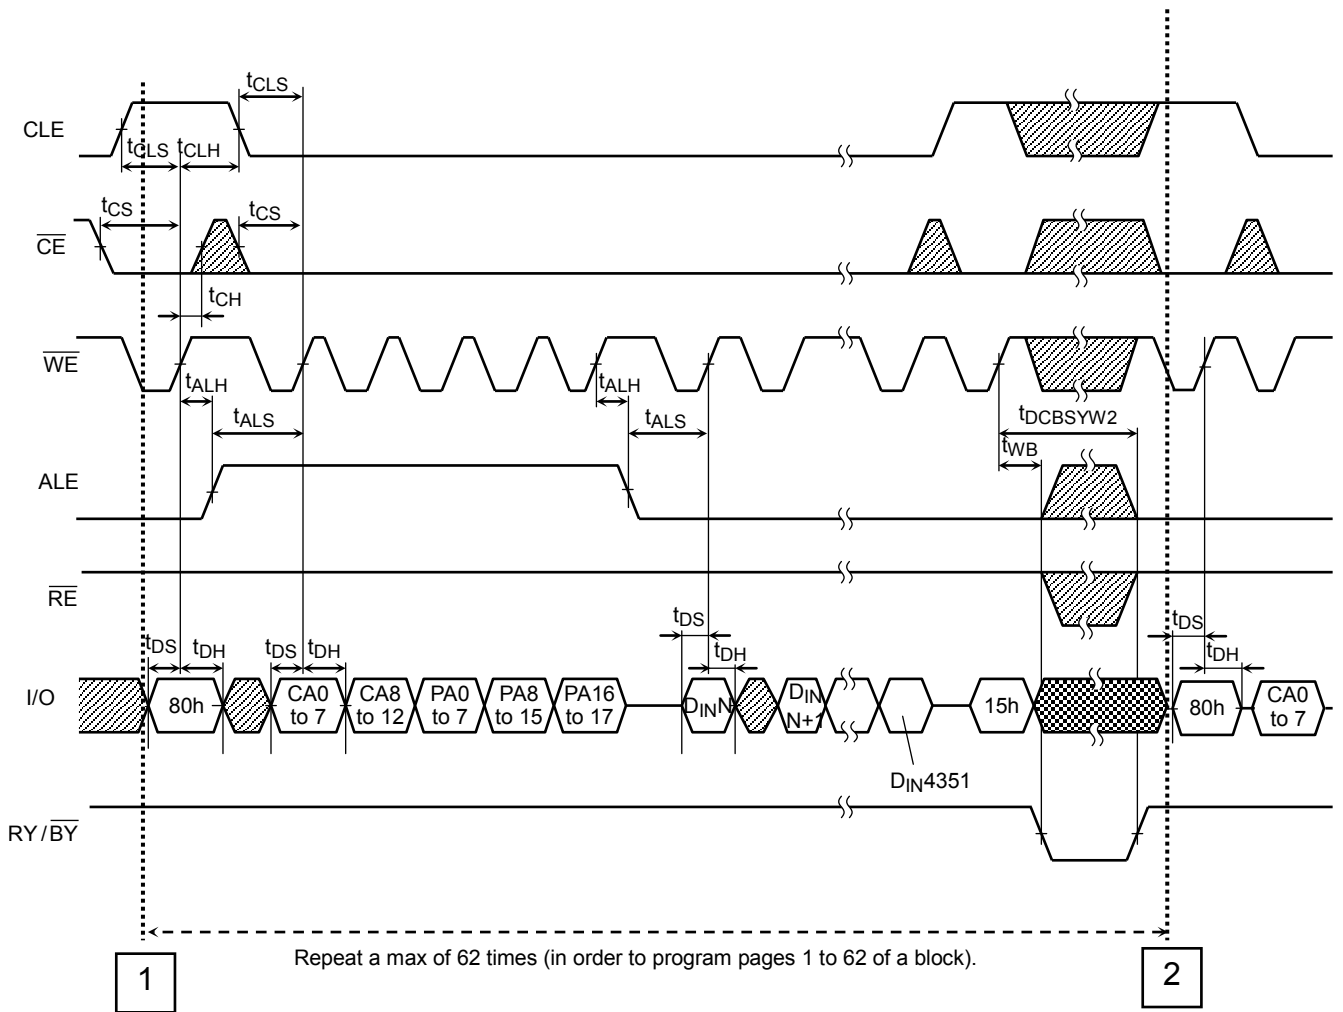 tCLS
CLE
tCLS tCLH
tCS tCS
CE
tCH
WE
tALH tALH
tALS tALS tDCBSYW2
tWB
ALE
RE
tDS tDH tDS tDH tDS tDH tDS tDH
I/O
80h
CA0 to 7
CA8 to 12
PA0 to 7
PA8 to 15
PA16 to 17
DINN
DIN N+1
15h
80h
CA0 to 7
DIN4351
RY/BY
Repeat a max of 62 times (in order to program pages 1 to 62 of a block).
1
2